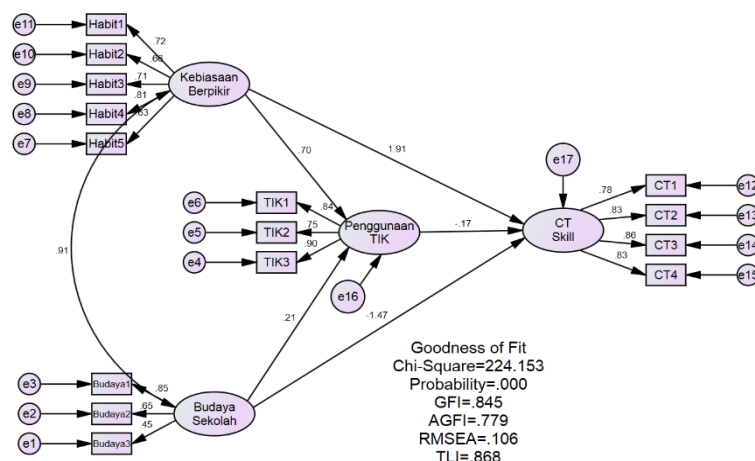 e11
Habit1
.72
e10
Habit2
e9
Habit3
.71
e8
Habit4
.81
e7
Habit5
.63
Kebiasaan
Berpikir
1.91
.70
e17
e6
TIK1
.84
e5
TIK2
.75
e4
TIK3
.90
Penggunaan
TIK
-.17
CT
Skill
.78
CT1
e12
.83
CT2
e13
.86
CT3
e14
.83
CT4
e15
e16
.91
.21
-1.47
e3
Budaya1
.85
e2
Budaya2
.65
e1
Budaya3
.45
Budaya
Sekolah
Goodness of Fit
Chi-Square=224.153
Probability=.000
GFI=.845
AGFI=.779
RMSEA=.106
TLI=.868